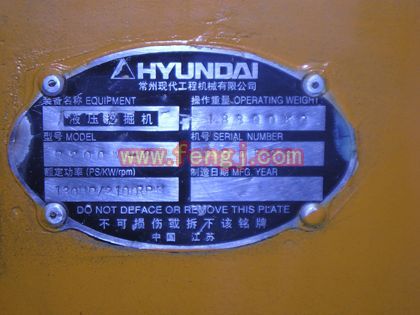 HYUNDAI
常州现代工程机械有限公司
装备名称 EQUIPMENT 操作重量 OPERATING WEIGHT
液压挖掘机
型号 MODEL 机号 SERIAL NUMBER
www.fengj.com
额定功率 (PS/KW/rpm) 制造日期 MFG. YEAR
DO NOT DEFACE OR REMOVE THIS PLATE
不可损伤或拆下该铭牌
中国 江苏